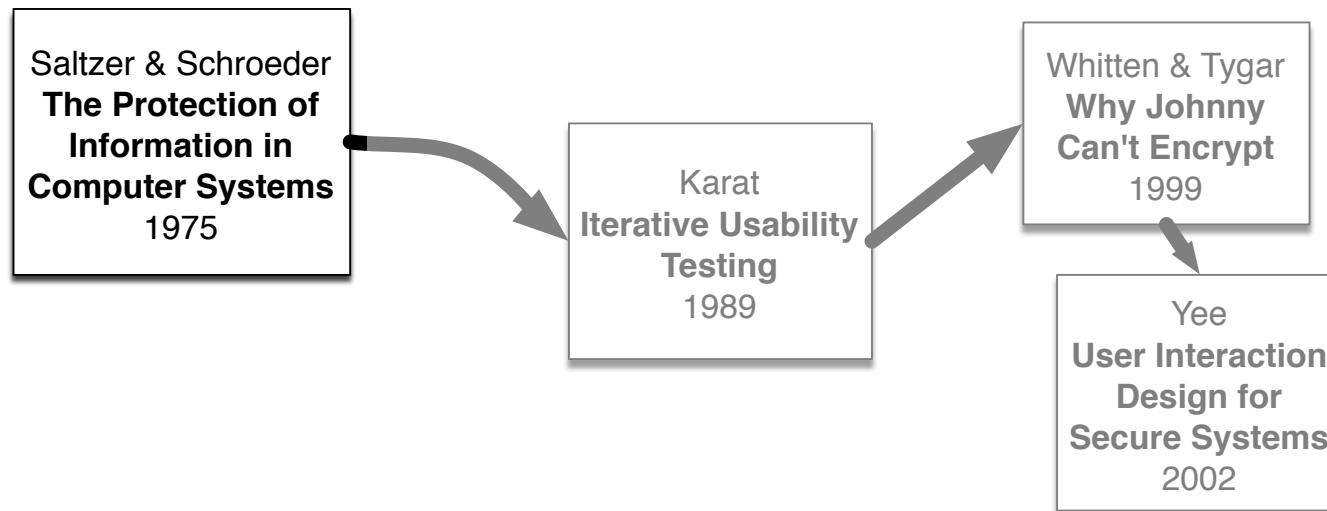 Saltzer & Schroeder
The Protection of
Information in
Computer Systems
1975
Karat
Iterative Usability
Testing
1989
Whitten & Tygar
Why Johnny
Can't Encrypt
1999
Yee
User Interaction
Design for
Secure Systems
2002